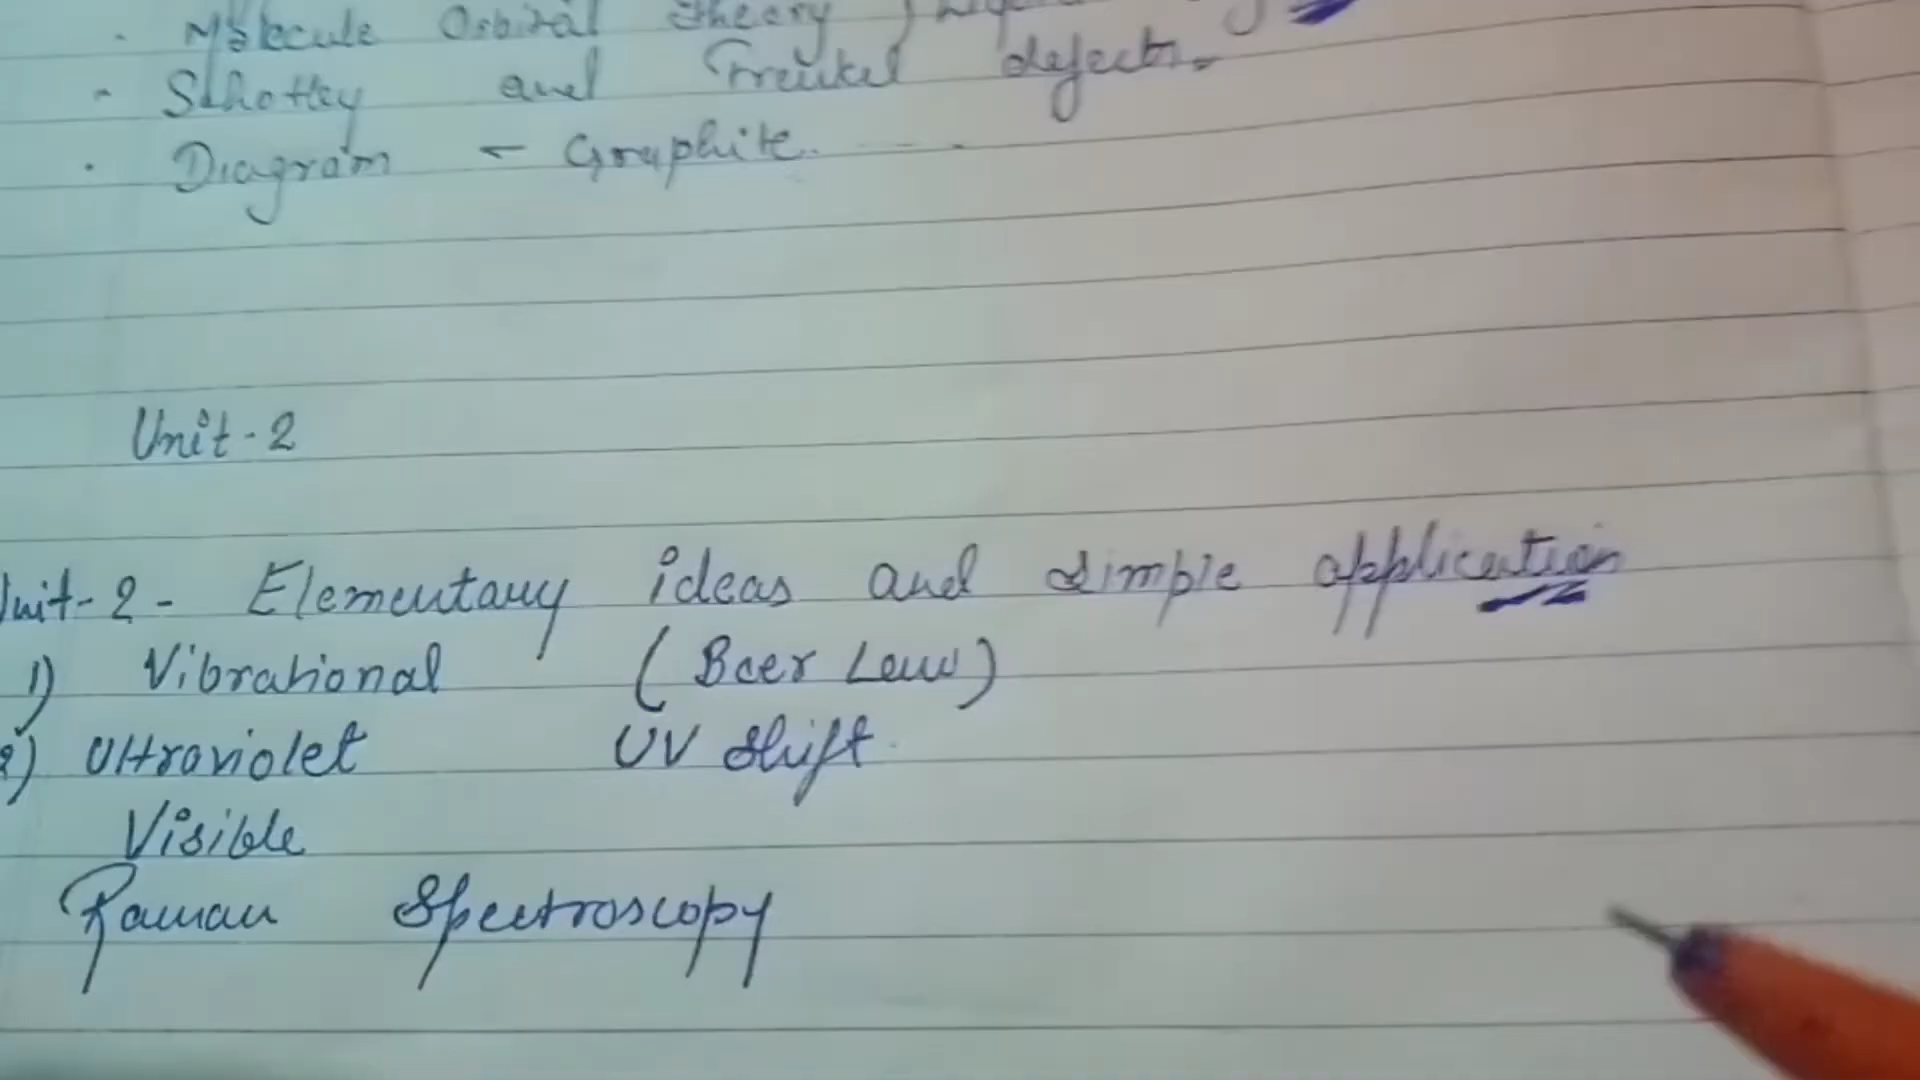 · Molecule Orbital theory
- Schottky and Frenkel defects.
· Diagram - Graphite.
Unit-2
Unit-2- Elementary ideas and simple application
1) Vibrational (Beer Law)
2) Ultraviolet UV shift
Visible
Raman Spectroscopy